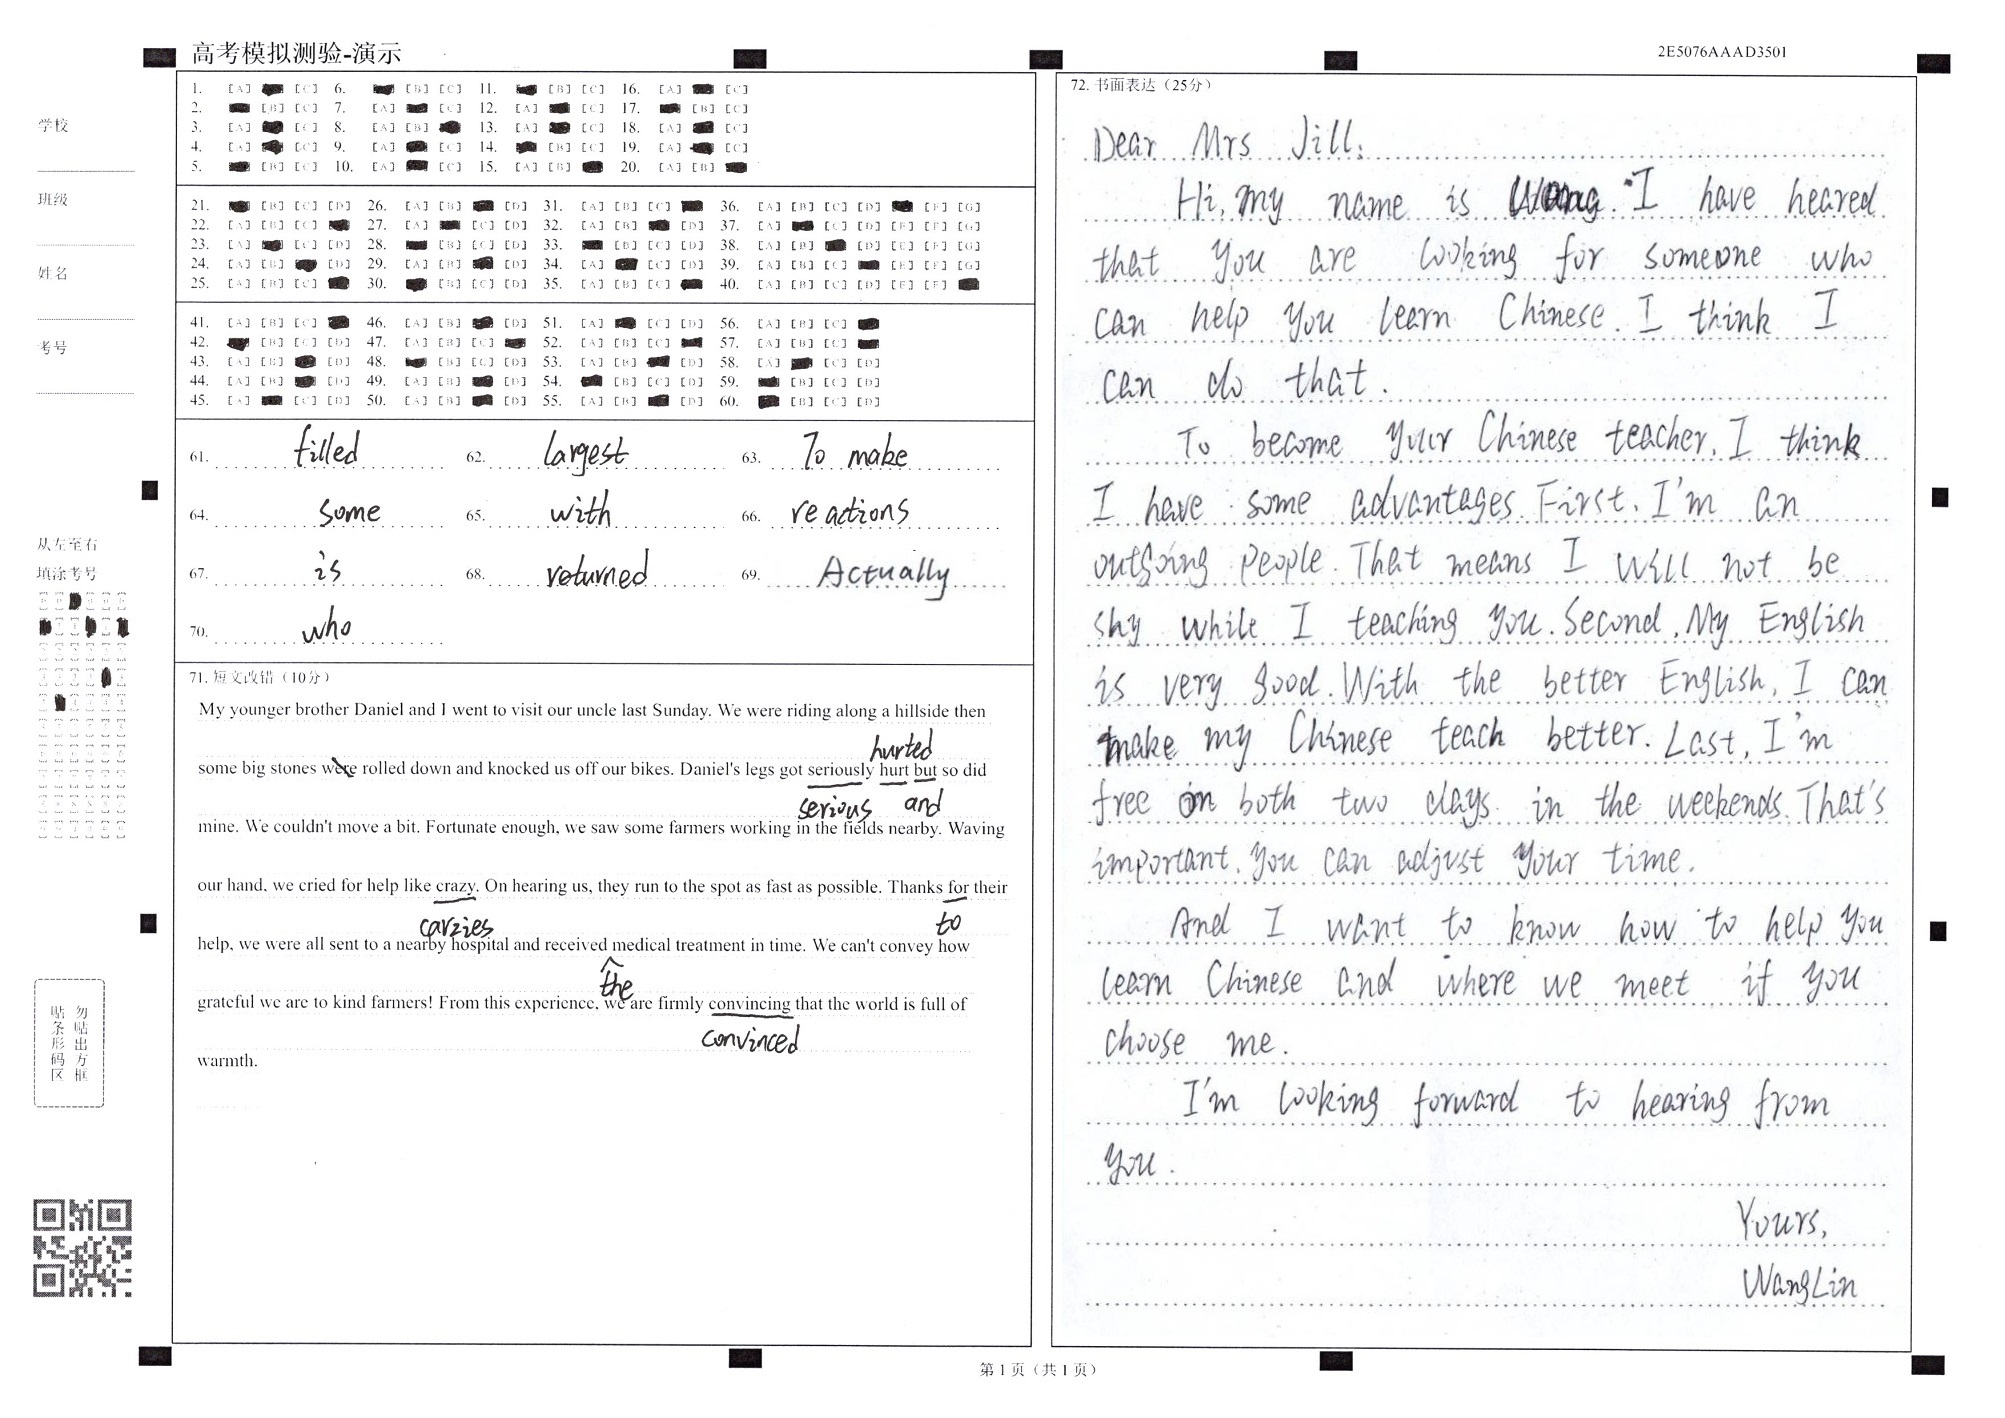 高考模拟测验-演示
2E5076AAAD3501
学校
班级
姓名
考号
从左至右
填涂考号
勿贴出方框
贴条形码区
1. [A] [C] 6. [B] [C] 11. [B] [C] 16. [A] [C]
2. [B] [C] 7. [A] [C] 12. [A] [C] 17. [B] [C]
3. [A] [C] 8. [A] [B] 13. [A] [C] 18. [A] [C]
4. [A] [C] 9. [A] [C] 14. [B] [C] 19. [A] [C]
5. [B] [C] 10. [A] [C] 15. [A] [B] 20. [A] [B]
21. [B] [C] [D] 26. [A] [B] [D] 31. [A] [B] [C] 36. [A] [B] [C] [D] [F] [G]
22. [A] [B] [C] 27. [A] [C] [D] 32. [A] [B] [D] 37. [A] [C] [D] [E] [F] [G]
23. [A] [C] [D] 28. [B] [C] [D] 33. [B] [C] [D] 38. [A] [B] [D] [E] [F] [G]
24. [A] [B] [D] 29. [A] [B] [D] 34. [A] [C] [D] 39. [A] [B] [C] [E] [F] [G]
25. [A] [B] [C] 30. [B] [C] [D] 35. [A] [B] [C] 40. [A] [B] [C] [D] [E] [F]
41. [A] [B] [C] 46. [A] [B] [D] 51. [A] [C] [D] 56. [A] [B] [C]
42. [B] [C] [D] 47. [A] [B] [C] 52. [A] [B] [C] 57. [A] [B] [C]
43. [A] [B] [D] 48. [B] [C] [D] 53. [A] [B] [D] 58. [A] [C] [D]
44. [A] [B] [D] 49. [A] [B] [D] 54. [B] [C] [D] 59. [B] [C] [D]
45. [A] [C] [D] 50. [A] [B] [D] 55. [A] [B] [D] 60. [B] [C] [D]
61. filled 62. largest 63. To make
64. some 65. with 66. reactions
67. is 68. returned 69. Actually
70. who
71. 短文改错（10分）
My younger brother Daniel and I went to visit our uncle last Sunday. We were riding along a hillside then
hurted
some big stones were rolled down and knocked us off our bikes. Daniel's legs got seriously hurt but so did
serious and
mine. We couldn't move a bit. Fortunate enough, we saw some farmers working in the fields nearby. Waving
our hand, we cried for help like crazy. On hearing us, they run to the spot as fast as possible. Thanks for their
carzies to
help, we were all sent to a nearby hospital and received medical treatment in time. We can't convey how
the
grateful we are to kind farmers! From this experience, we are firmly convincing that the world is full of
convinced
warmth.
72. 书面表达（25分）
Dear Mrs Jill:
Hi, my name is Wang. I have heared
that you are looking for someone who
can help you learn Chinese. I think I
can do that.
To become your Chinese teacher, I think
I have some advantages. First, I'm an
outgoing people. That means I will not be
shy while I teaching you. Second, My English
is very good. With the better English, I can
make my Chinese teach better. Last, I'm
free on both two days in the weekends. That's
important. You can adjust your time.
And I want to know how to help you
learn Chinese and where we meet if you
choose me.
I'm looking forward to hearing from
you.
Yours,
WangLin
第1页（共1页）